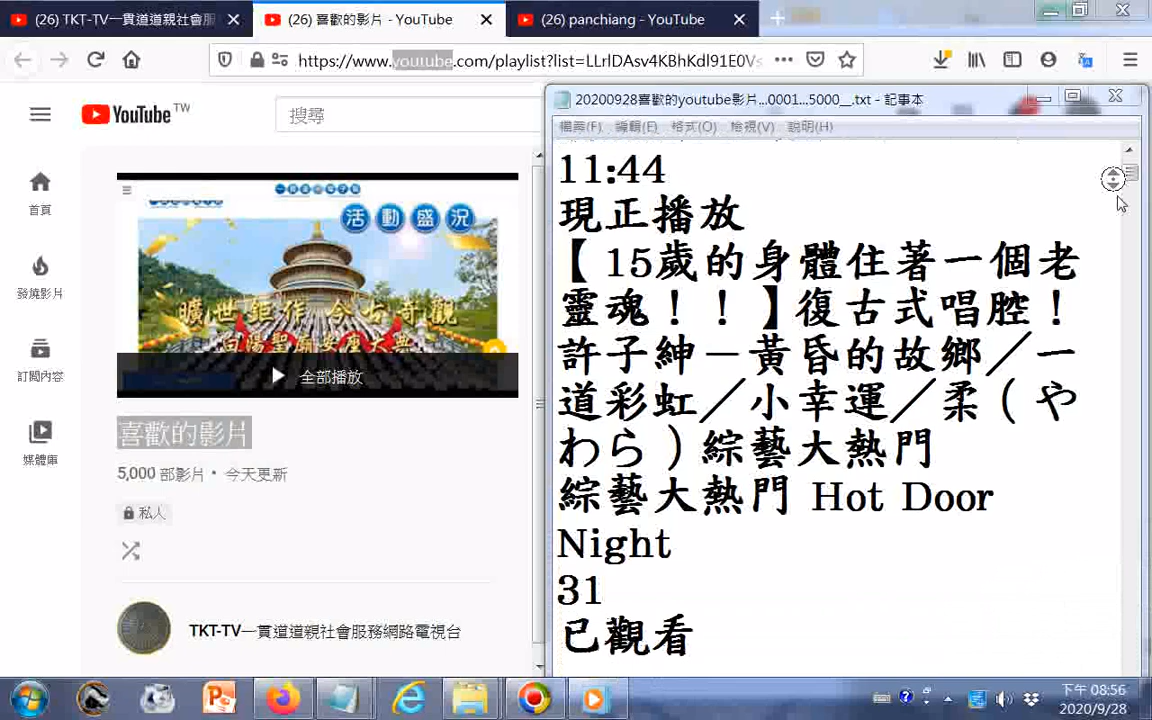 (26) TKT-TV一貫道道親社會服
(26) 喜歡的影片 - YouTube
(26) panchiang - YouTube
https://www.youtube.com/playlist?list=LLrlDAsv4KBhKdl91E0Vs
YouTube TW
搜尋
首頁
發燒影片
訂閱內容
媒體庫
活動盛況
曠世鉅作 今古奇觀
白陽聖廟安座大典
全部播放
喜歡的影片
5,000 部影片・今天更新
私人
TKT-TV一貫道道親社會服務網路電視台
20200928喜歡的youtube影片...0001...5000__.txt - 記事本
檔案(F) 編輯(E) 格式(O) 檢視(V) 說明(H)
11:44
現正播放
【15歲的身體住著一個老
靈魂！！】復古式唱腔！
許子紳－黃昏的故鄉／一
道彩虹／小幸運／柔（や
わら）綜藝大熱門
綜藝大熱門 Hot Door
Night
31
已觀看
下午 08:56
2020/9/28